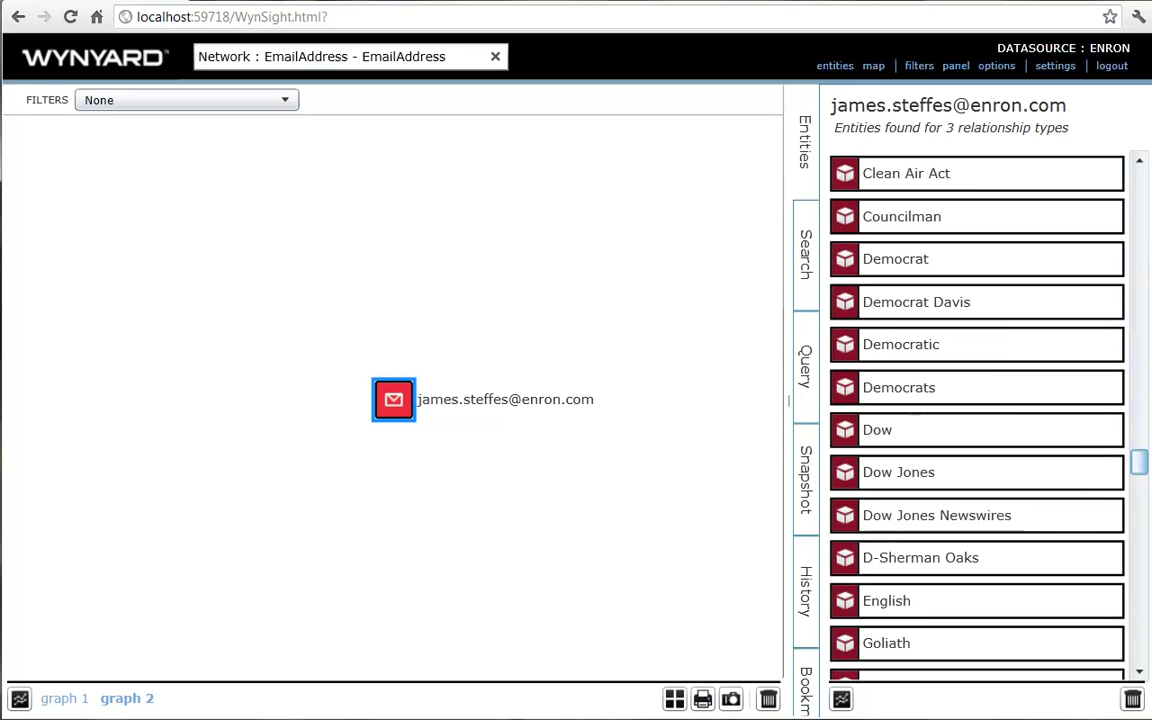 localhost:59718/WynSight.html?
WYNYARD™
Network : EmailAddress - EmailAddress
DATASOURCE : ENRON
entities map | filters panel options | settings | logout
FILTERS
None
Entities
Search
Query
Snapshot
History
Bookm
james.steffes@enron.com
james.steffes@enron.com
Entities found for 3 relationship types
Clean Air Act
Councilman
Democrat
Democrat Davis
Democratic
Democrats
Dow
Dow Jones
Dow Jones Newswires
D-Sherman Oaks
English
Goliath
graph 1 graph 2